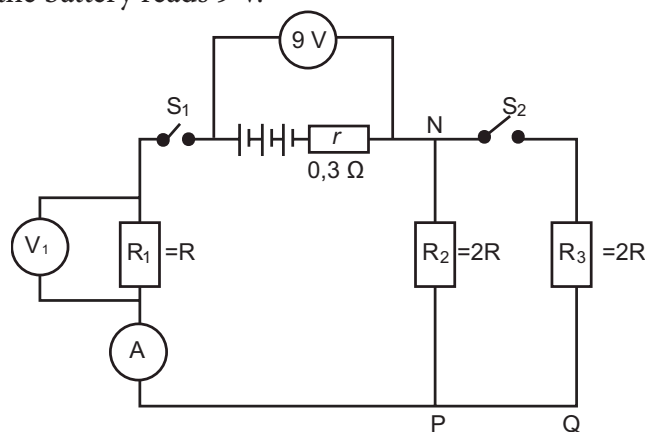 the battery reads 9 V.
9 V
S1
S2
N
r
0,3 Ω
V1
R1 =R
R2 =2R
R3 =2R
A
P
Q